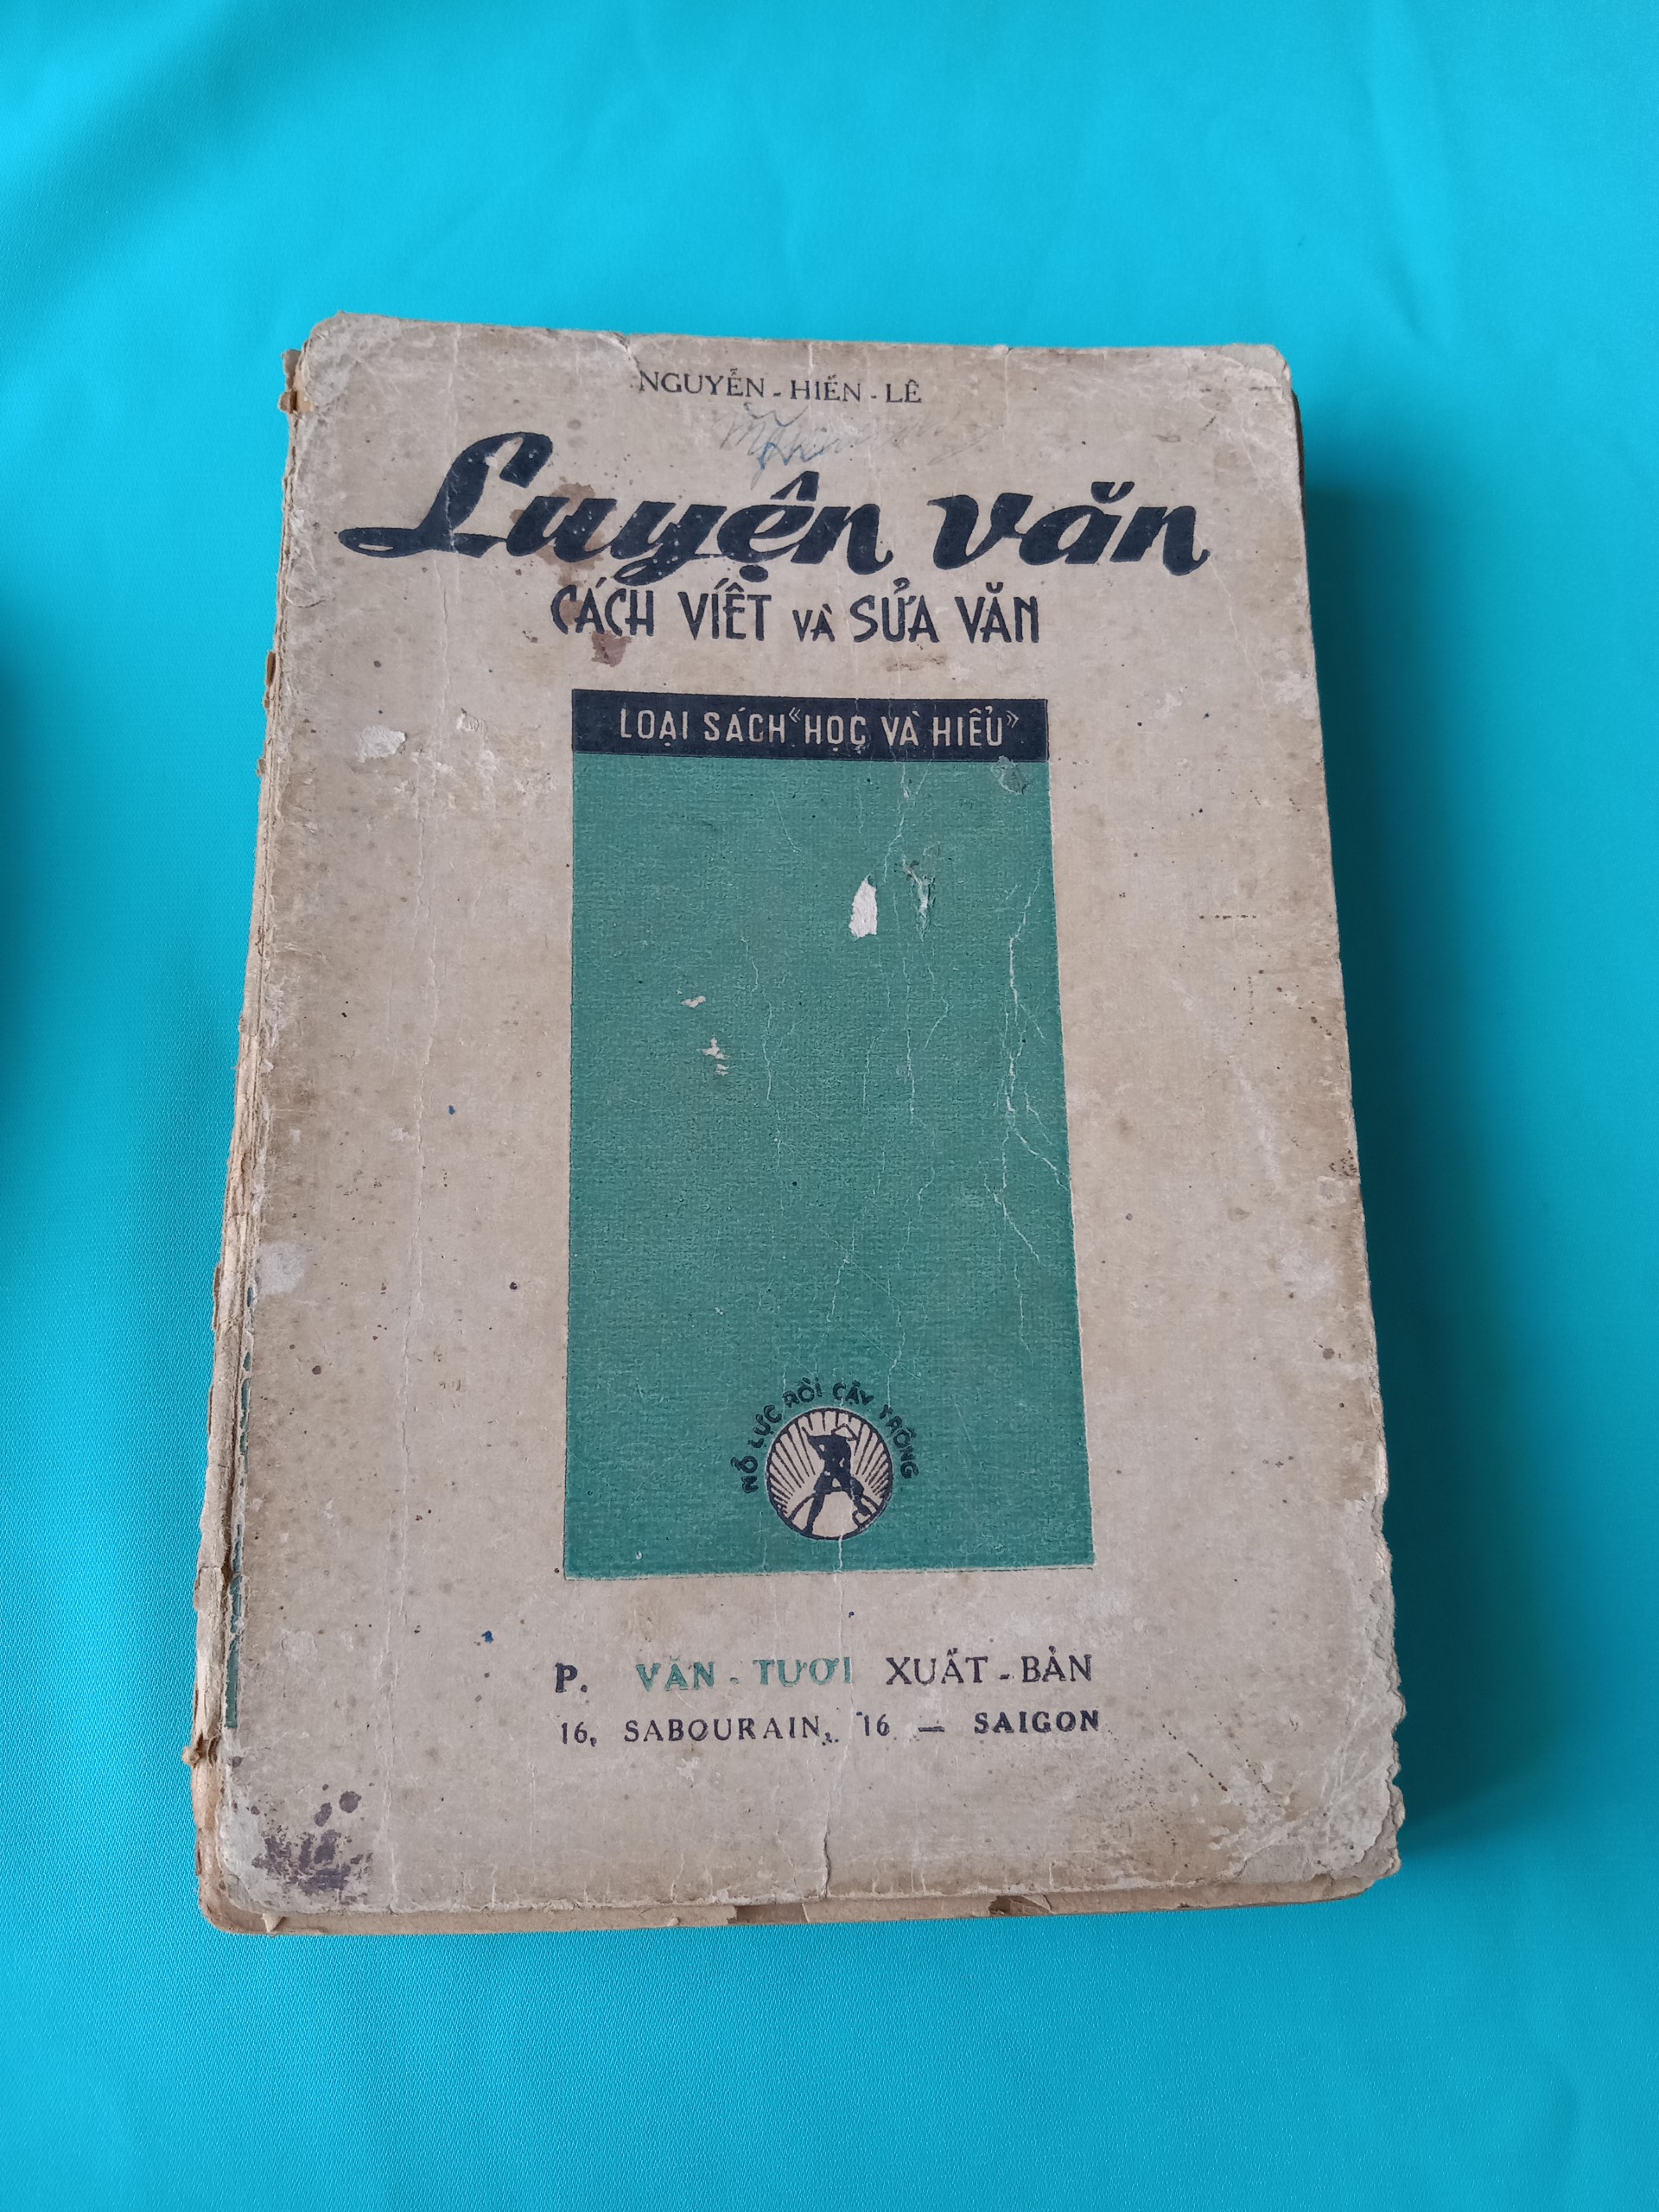 NGUYỄN - HIẾN - LÊ
Luyện văn
CÁCH VIẾT VÀ SỬA VĂN
LOẠI SÁCH «HỌC VÀ HIỂU»
NỖ LỰC RỒI CẬY TRÔNG
P. VĂN - TƯƠI XUẤT - BẢN
16, SABOURAIN, 16 — SAIGON